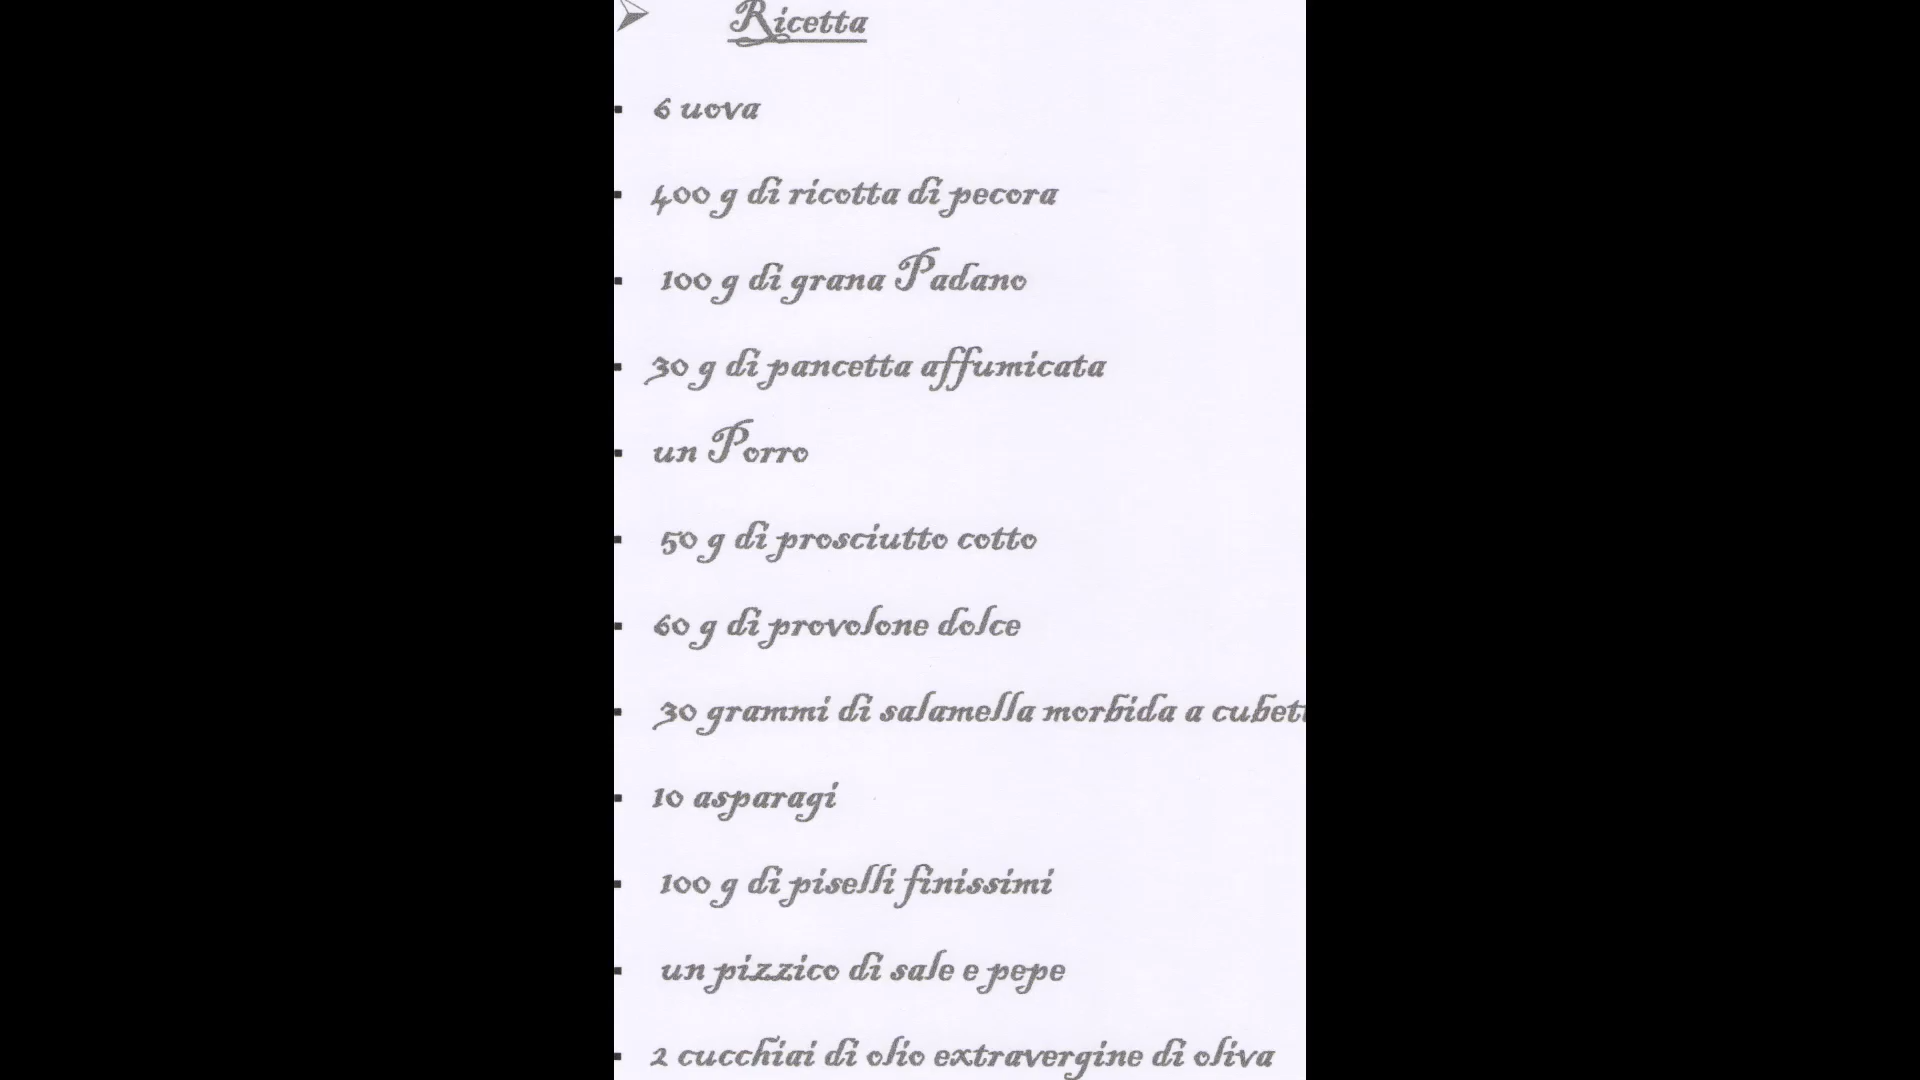 Ricetta
6 uova
400 g di ricotta di pecora
100 g di grana Padano
30 g di pancetta affumicata
un Porro
50 g di prosciutto cotto
60 g di provolone dolce
30 grammi di salamella morbida a cubett
10 asparagi
100 g di piselli finissimi
un pizzico di sale e pepe
2 cucchiai di olio extravergine di oliva